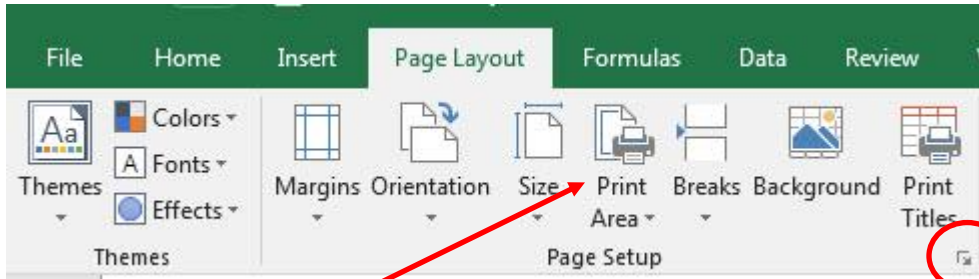 File Home Insert Page Layout Formulas Data Review
Aa Colors
A Fonts
Themes Effects
Margins Orientation Size Print Area Breaks Background Print Titles
Themes Page Setup